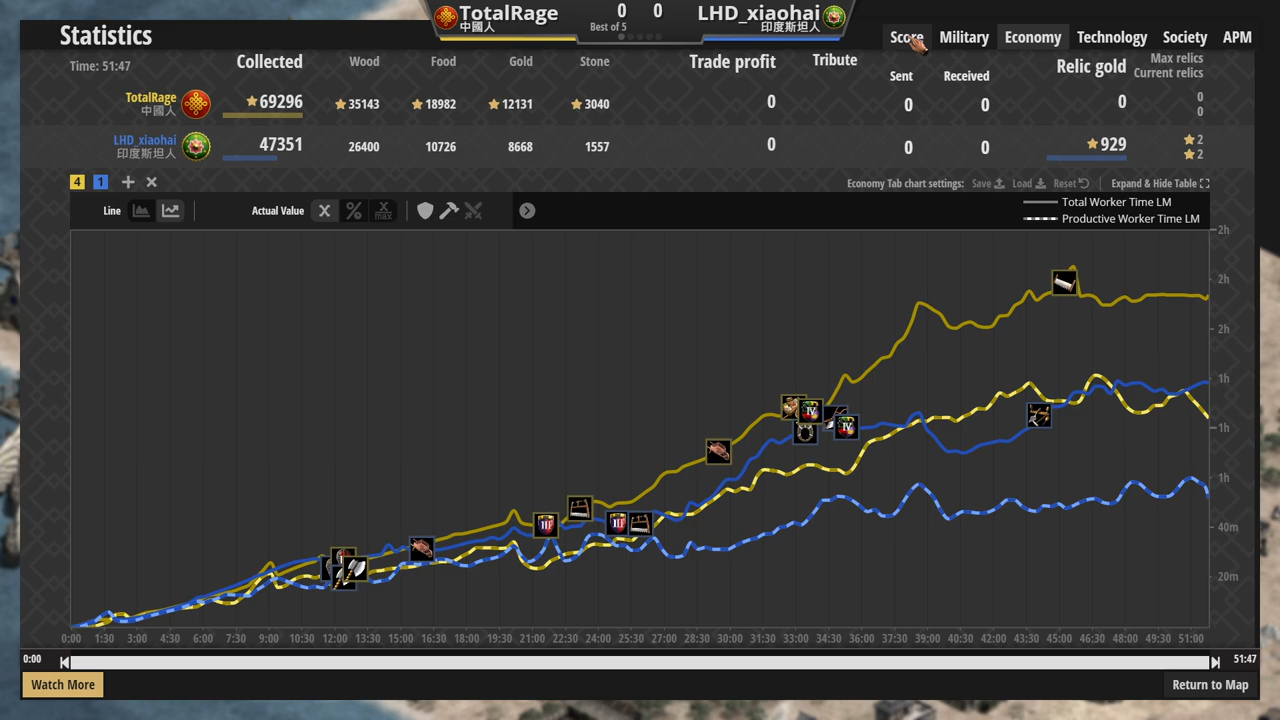 TotalRage 0 0 LHD_xiaohai
中國人 Best of 5 印度斯坦人
Statistics
Score Military Economy Technology Society APM
Time: 51:47
Collected Wood Food Gold Stone Trade profit Tribute Relic gold Max relics
Current relics
Sent Received
TotalRage
中國人
69296 35143 18982 12131 3040 0 0 0 0 0
0
LHD_xiaohai
印度斯坦人
47351 26400 10726 8668 1557 0 0 0 929 2
2
4 1 + ×
Economy Tab chart settings: Save Load Reset Expand & Hide Table
Line Actual Value X % X max
Total Worker Time LM
Productive Worker Time LM
2h
2h
2h
1h
1h
1h
40m
20m
III III IV IV
0:00 1:30 3:00 4:30 6:00 7:30 9:00 10:30 12:00 13:30 15:00 16:30 18:00 19:30 21:00 22:30 24:00 25:30 27:00 28:30 30:00 31:30 33:00 34:30 36:00 37:30 39:00 40:30 42:00 43:30 45:00 46:30 48:00 49:30 51:00
0:00 51:47
Watch More Return to Map